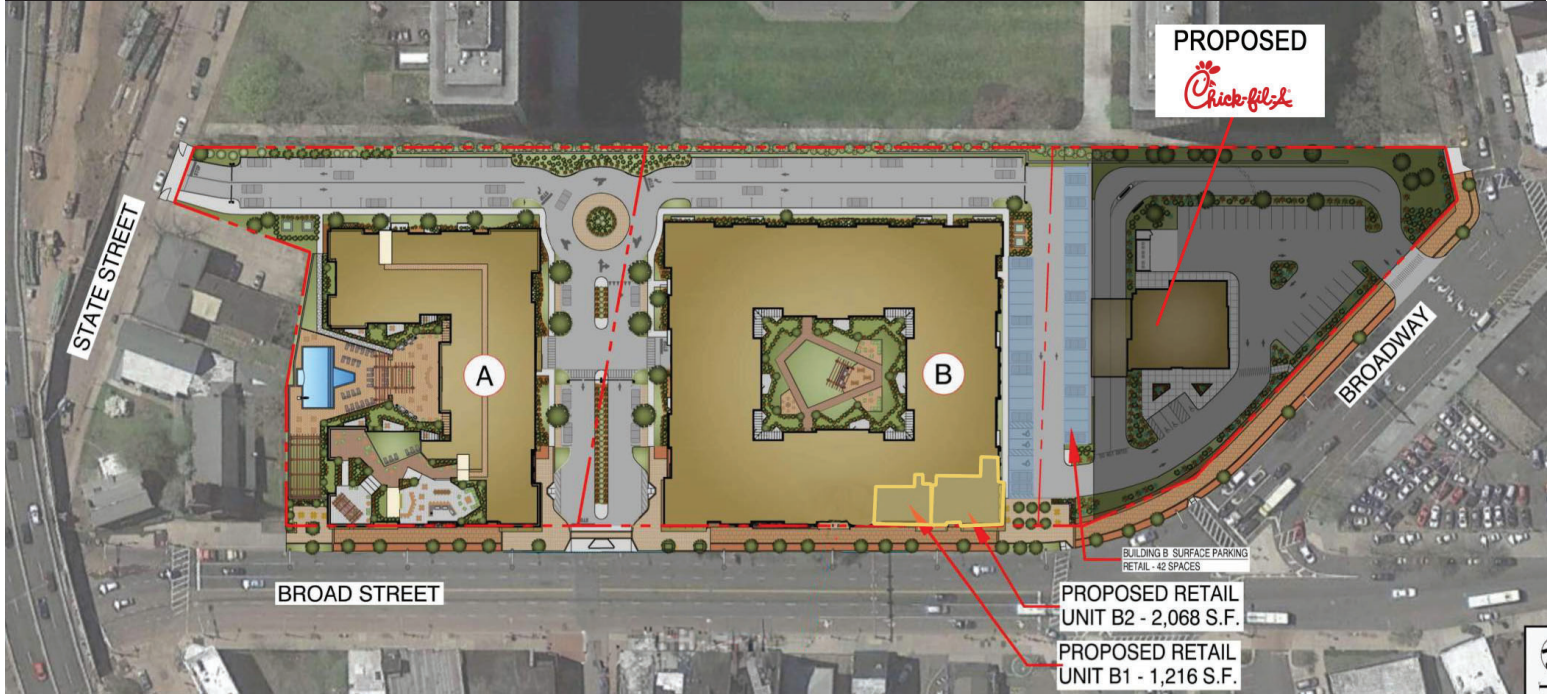 PROPOSED
Chick-fil-A
STATE STREET
A
B
BROADWAY
BROAD STREET
BUILDING B SURFACE PARKING
RETAIL - 42 SPACES
PROPOSED RETAIL
UNIT B2 - 2,068 S.F.
PROPOSED RETAIL
UNIT B1 - 1,216 S.F.